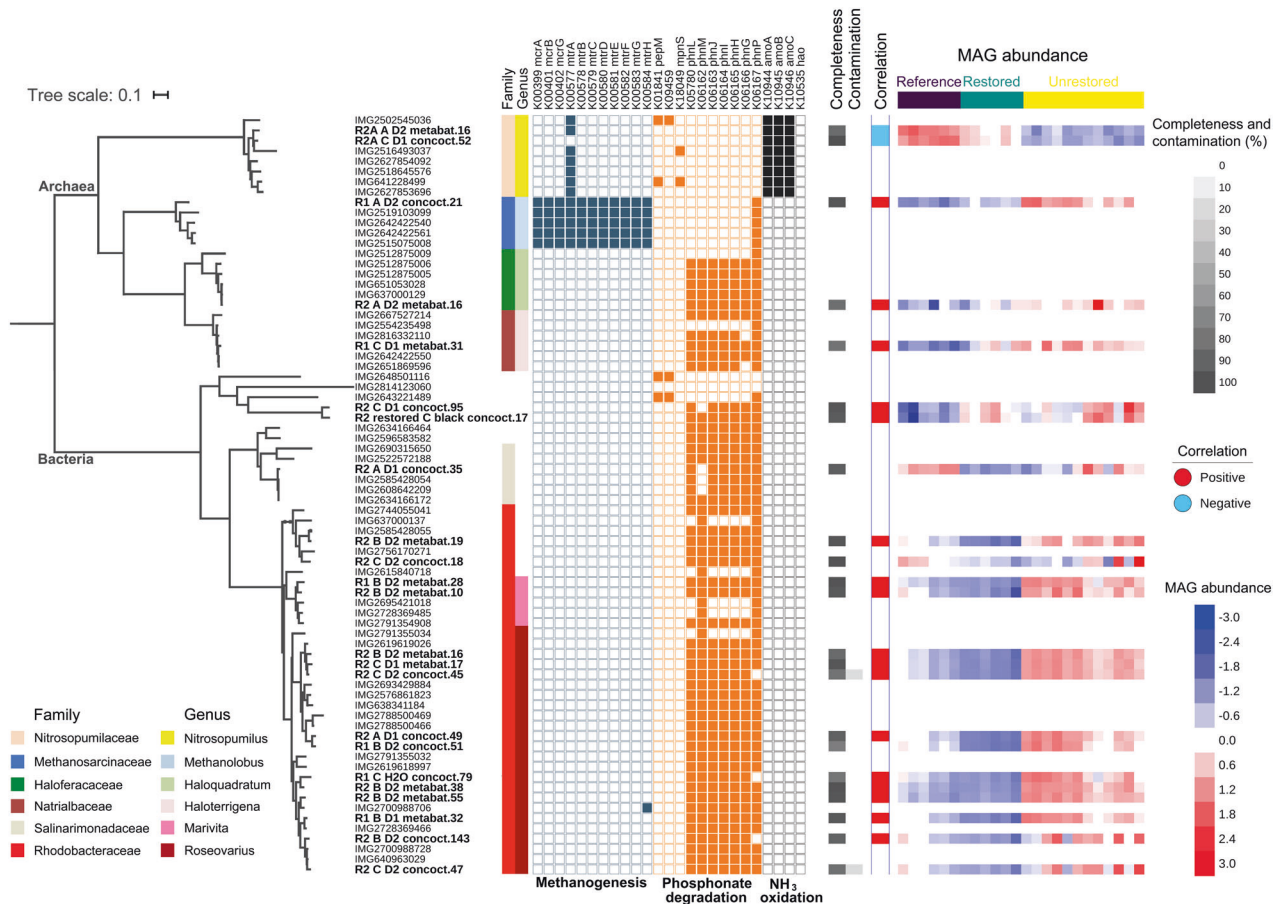 K00399 mcrA
K00401 mcrB
K00402 mcrG
K00577 mtrA
K00578 mtrB
K00579 mtrC
K00580 mtrD
K00581 mtrE
K00582 mtrF
K00583 mtrG
K00584 mtrH
K01841 pepM
K09459
K18049 mpnS
K05780 phnL
K06162 phnM
K06163 phnJ
K06164 phnI
K06165 phnH
K06166 phnG
K06167 phnP
K10944 amoA
K10945 amoB
K10946 amoC
K10535 hao
Family
Genus
Completeness
Contamination
Correlation
MAG abundance
Reference
Restored
Unrestored
Tree scale: 0.1
Archaea
Bacteria
IMG2502545036
R2A A D2 metabat.16
R2A C D1 concoct.52
IMG2516493037
IMG2627854092
IMG2518645576
IMG641228499
IMG2627853696
R1 A D2 concoct.21
IMG2519103099
IMG2642422540
IMG2642422561
IMG2515075008
IMG2512875009
IMG2512875006
IMG2512875005
IMG651053028
IMG637000129
R2 A D2 metabat.16
IMG2667527214
IMG2554235498
IMG2816332110
R1 C D1 metabat.31
IMG2642422550
IMG2651869596
IMG2648501116
IMG2814123060
IMG2643221489
R2 C D1 concoct.95
R2 restored C black concoct.17
IMG2634166464
IMG2596583582
IMG2690315650
IMG2522572188
R2 A D1 concoct.35
IMG2585428054
IMG2608642209
IMG2634166172
IMG2744055041
IMG637000137
IMG2585428055
R2 B D2 metabat.19
IMG2756170271
R2 C D2 concoct.18
IMG2615840718
R1 B D2 metabat.28
R2 B D2 metabat.10
IMG2695421018
IMG2728369485
IMG2791354908
IMG2791355034
IMG2619619026
R2 B D2 metabat.16
R2 C D1 metabat.17
R2 C D2 concoct.45
IMG2693429884
IMG2576861823
IMG638341184
IMG2788500469
IMG2788500466
R2 A D1 concoct.49
R1 B D2 concoct.51
IMG2791355032
IMG2619618997
R1 C H2O concoct.79
R2 B D2 metabat.38
R2 B D2 metabat.55
IMG2700988706
R1 B D1 metabat.32
IMG2728369466
R2 B D2 concoct.143
IMG2700988728
IMG640963029
R2 C D2 concoct.47
Methanogenesis
Phosphonate degradation
NH3 oxidation
Family
Nitrosopumilaceae
Methanosarcinaceae
Haloferacaceae
Natrialbaceae
Salinarimonadaceae
Rhodobacteraceae
Genus
Nitrosopumilus
Methanolobus
Haloquadratum
Haloterrigena
Marivita
Roseovarius
Completeness and
contamination (%)
0
10
20
30
40
50
60
70
80
90
100
Correlation
Positive
Negative
MAG abundance
-3.0
-2.4
-1.8
-1.2
-0.6
0.0
0.6
1.2
1.8
2.4
3.0